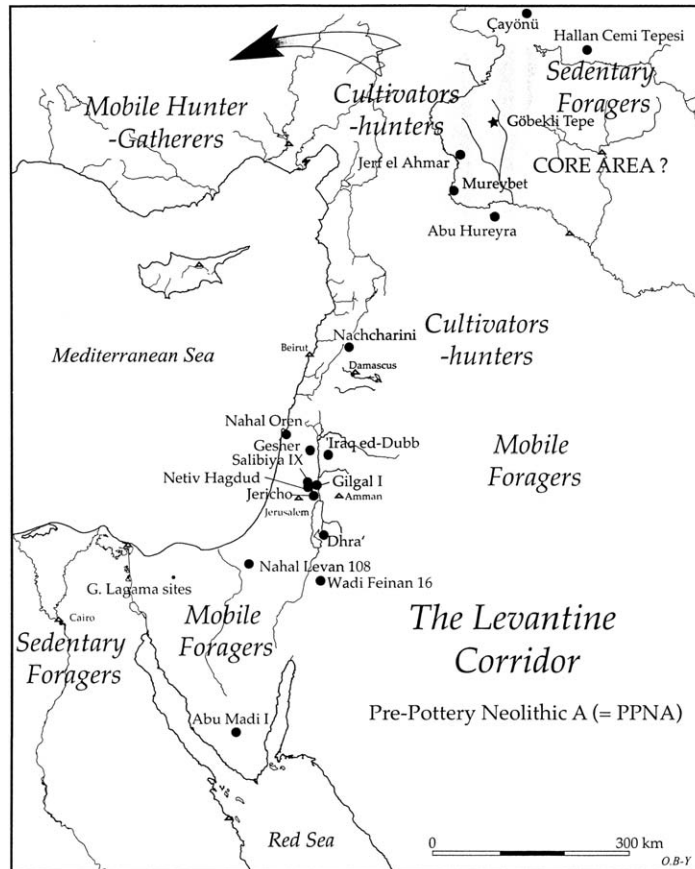 Çayönü
Hallan Cemi Tepesi
Sedentary
Foragers
Cultivators
-hunters
Mobile Hunter
-Gatherers
Göbekli Tepe
Jerf el Ahmar
CORE AREA ?
Mureybet
Abu Hureyra
Cultivators
-hunters
Nachcharini
Mediterranean Sea
Beirut
Damascus
Nahal Oren
Gesher
'Iraq ed-Dubb
Salibiya IX
Mobile
Foragers
Netiv Hagdud
Gilgal I
Jericho
Amman
Jerusalem
Dhra'
Nahal Levan 108
G. Lagama sites
Wadi Feinan 16
Mobile
Foragers
Cairo
Sedentary
Foragers
The Levantine
Corridor
Pre-Pottery Neolithic A (= PPNA)
Abu Madi I
Red Sea
0
300 km
O.B-Y